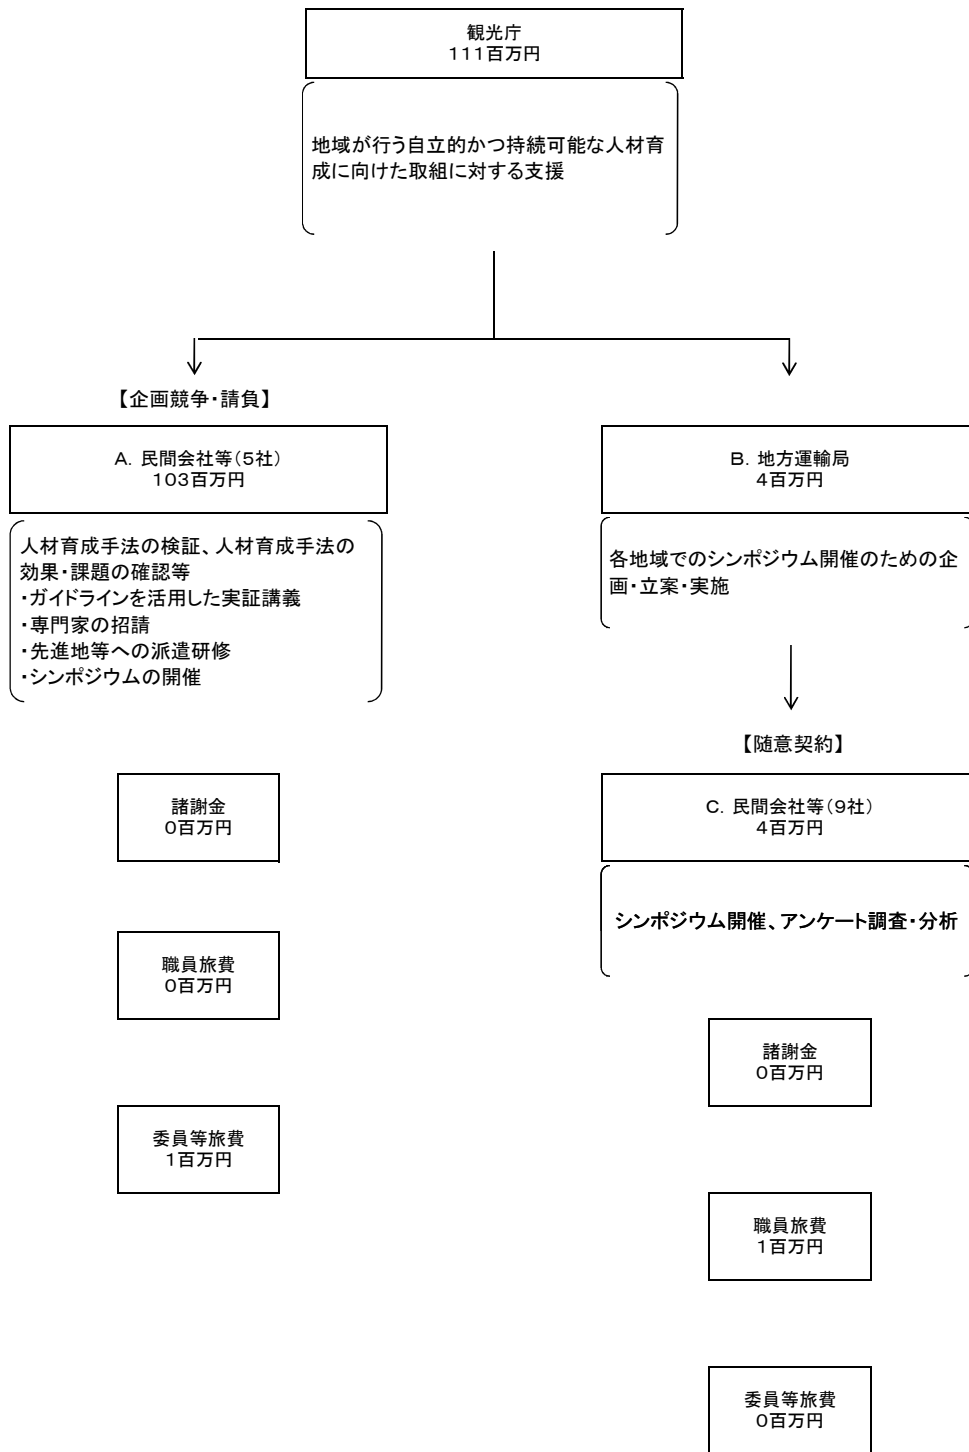 観光庁
111百万円
地域が行う自立的かつ持続可能な人材育
成に向けた取組に対する支援
【企画競争・請負】
A. 民間会社等(5社)
103百万円
人材育成手法の検証、人材育成手法の
効果・課題の確認等
・ガイドラインを活用した実証講義
・専門家の招請
・先進地等への派遣研修
・シンポジウムの開催
諸謝金
0百万円
職員旅費
0百万円
委員等旅費
1百万円
B. 地方運輸局
4百万円
各地域でのシンポジウム開催のための企
画・立案・実施
【随意契約】
C. 民間会社等(9社)
4百万円
シンポジウム開催、アンケート調査・分析
諸謝金
0百万円
職員旅費
1百万円
委員等旅費
0百万円